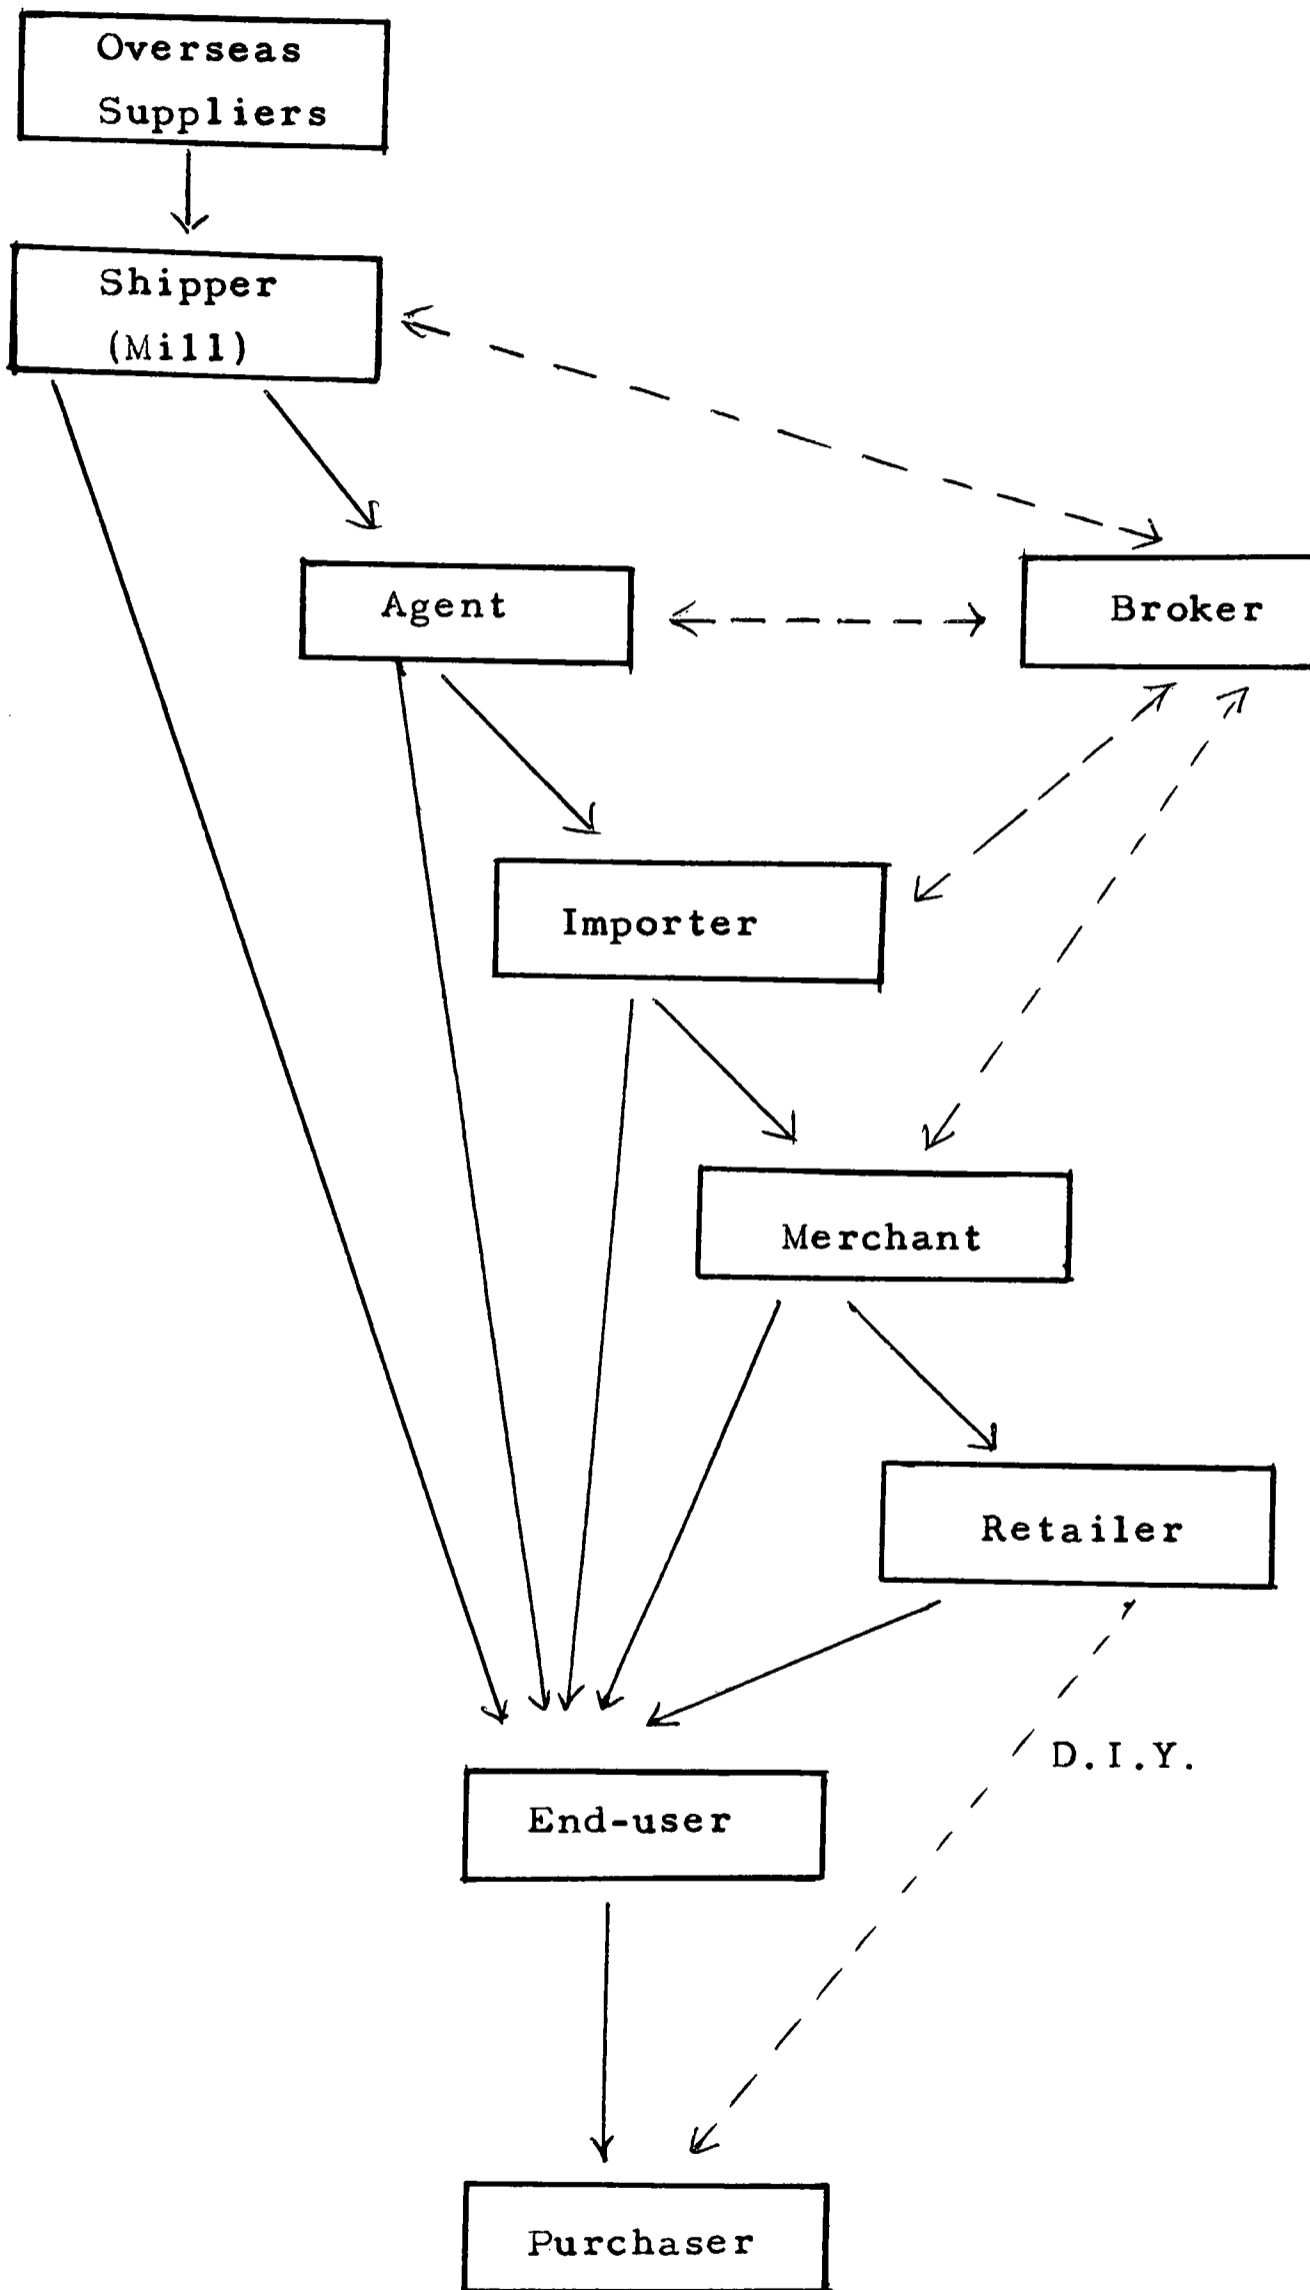 Overseas
Suppliers
Shipper
(Mill)
Agent
Broker
Importer
Merchant
Retailer
D.I.Y.
End-user
Purchaser